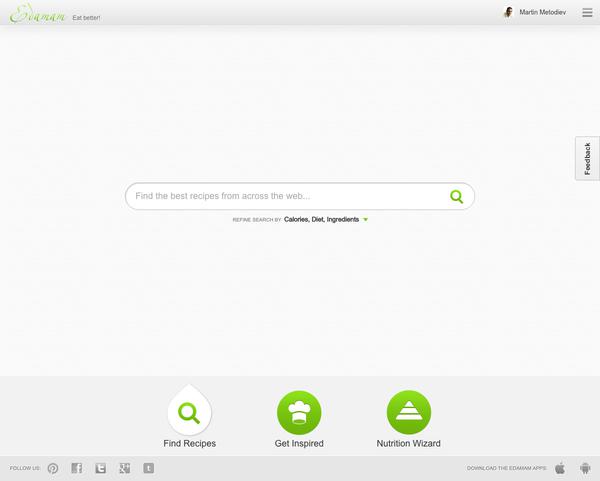 Edamam Eat better!
Martin Metodiev
Feedback
Find the best recipes from across the web...
REFINE SEARCH BY: Calories, Diet, Ingredients
Find Recipes
Get Inspired
Nutrition Wizard
FOLLOW US:
DOWNLOAD THE EDAMAM APPS: